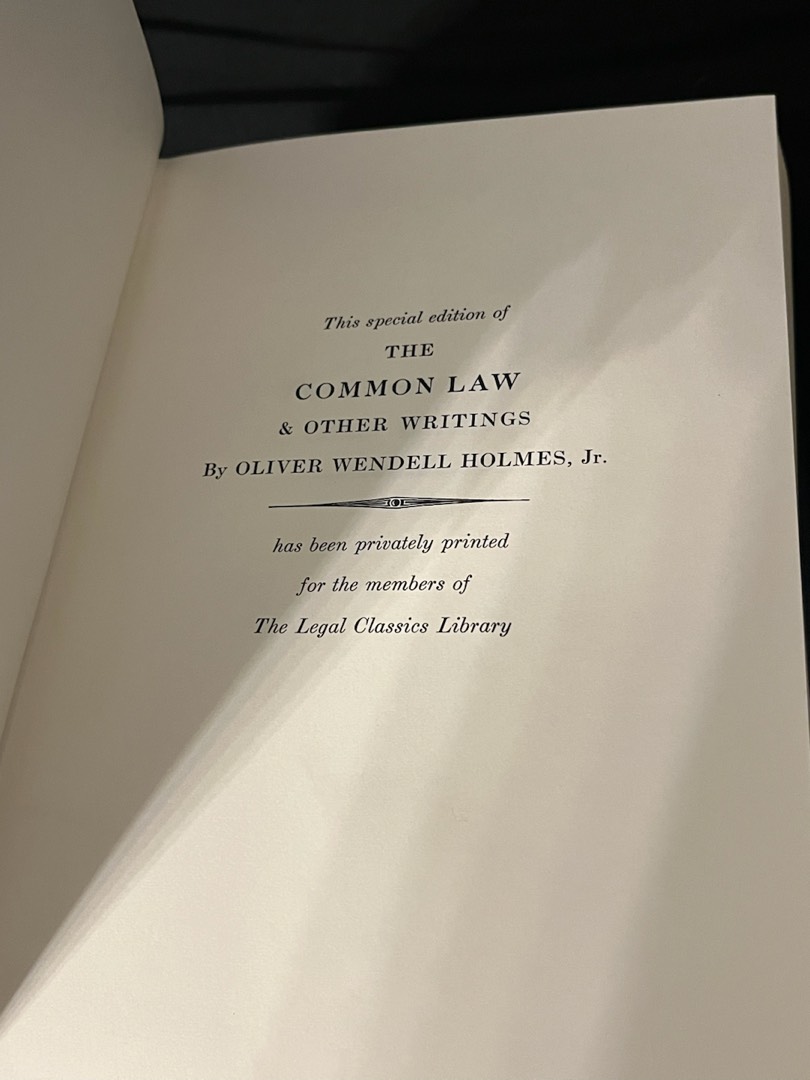 This special edition of
THE
COMMON LAW
& OTHER WRITINGS
By OLIVER WENDELL HOLMES, Jr.
has been privately printed
for the members of
The Legal Classics Library